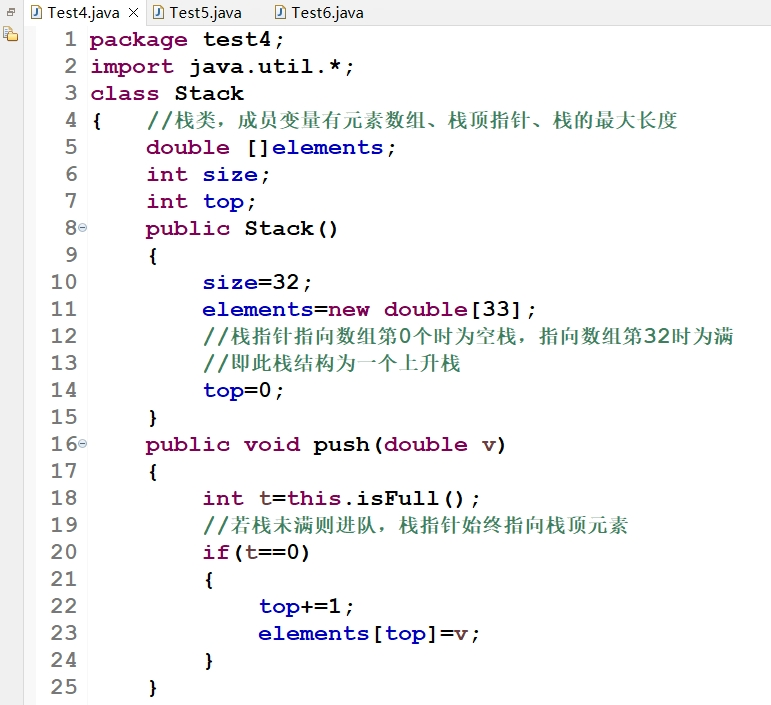 Test4.java Test5.java Test6.java
1 package test4;
2 import java.util.*;
3 class Stack
4 { //栈类，成员变量有元素数组、栈顶指针、栈的最大长度
5 double []elements;
6 int size;
7 int top;
8 public Stack()
9 {
10 size=32;
11 elements=new double[33];
12 //栈指针指向数组第0个时为空栈，指向数组第32时为满
13 //即此栈结构为一个上升栈
14 top=0;
15 }
16 public void push(double v)
17 {
18 int t=this.isFull();
19 //若栈未满则进队，栈指针始终指向栈顶元素
20 if(t==0)
21 {
22 top+=1;
23 elements[top]=v;
24 }
25 }